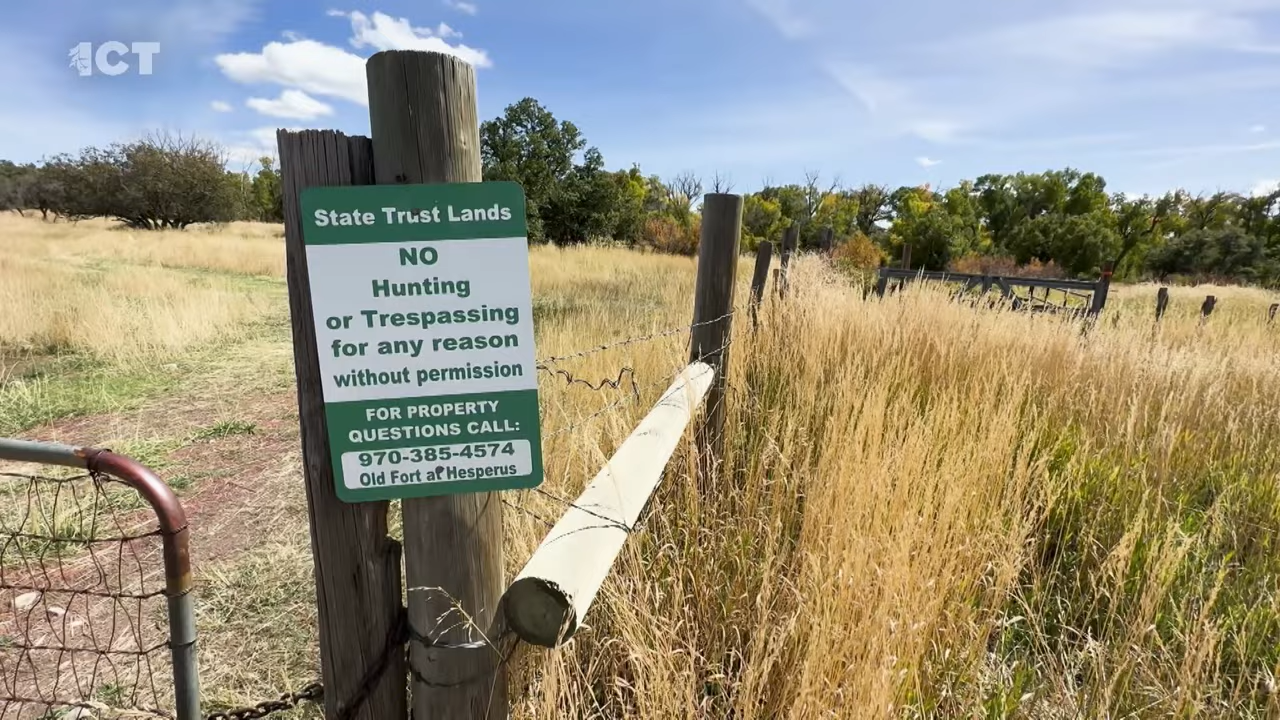 ICT
State Trust Lands
NO
Hunting
or Trespassing
for any reason
without permission
FOR PROPERTY
QUESTIONS CALL:
970-385-4574
Old Fort at Hesperus